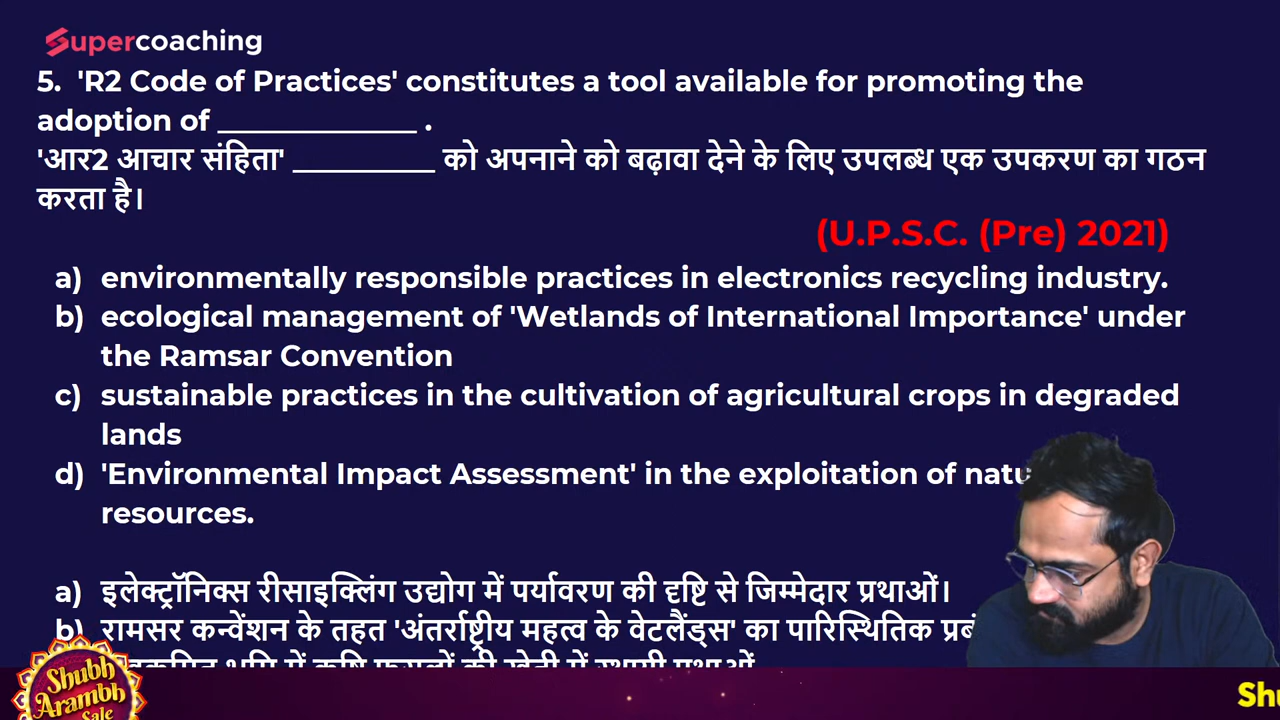 Supercoaching
5. 'R2 Code of Practices' constitutes a tool available for promoting the
adoption of _____________ .
'आर2 आचार संहिता' __________ को अपनाने को बढ़ावा देने के लिए उपलब्ध एक उपकरण का गठन
करता है।
(U.P.S.C. (Pre) 2021)
a) environmentally responsible practices in electronics recycling industry.
b) ecological management of 'Wetlands of International Importance' under
the Ramsar Convention
c) sustainable practices in the cultivation of agricultural crops in degraded
lands
d) 'Environmental Impact Assessment' in the exploitation of
resources.
a) इलेक्ट्रॉनिक्स रीसाइक्लिंग उद्योग में पर्यावरण की दृष्टि से जिम्मेदार प्रथाओं।
b) रामसर कन्वेंशन के तहत 'अंतर्राष्ट्रीय महत्व के वेटलैंड्स' का पारिस्थितिक
भूमि में कृषि फसलों की खेती में स्थायी प्रथाओं
Shubh
Arambh
Sale